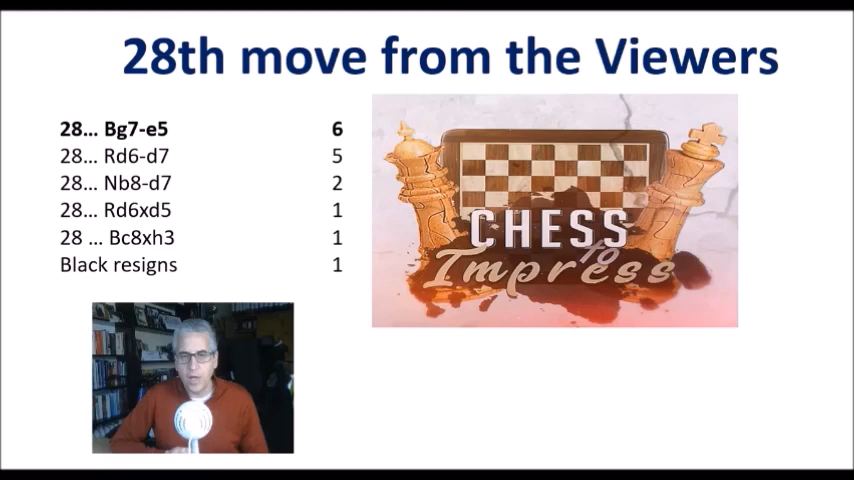 28th move from the Viewers
28... Bg7-e5 6
28... Rd6-d7 5
28... Nb8-d7 2
28... Rd6xd5 1
28 ... Bc8xh3 1
Black resigns 1
CHESS
to
Impress